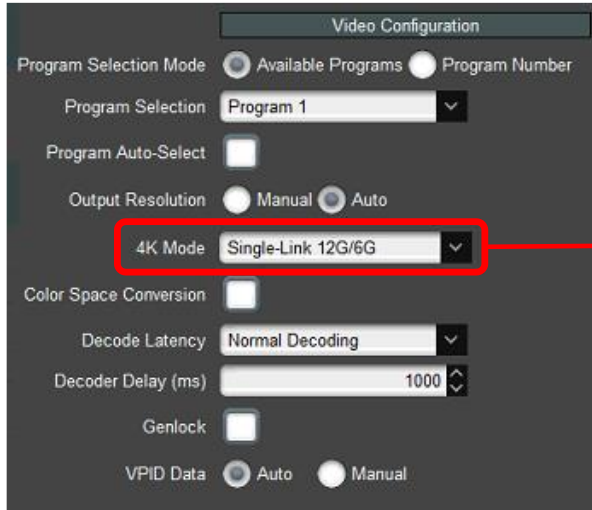 Video Configuration
Program Selection Mode Available Programs Program Number
Program Selection Program 1
Program Auto-Select
Output Resolution Manual Auto
4K Mode Single-Link 12G/6G
Color Space Conversion
Decode Latency Normal Decoding
Decoder Delay (ms) 1000
Genlock
VPID Data Auto Manual